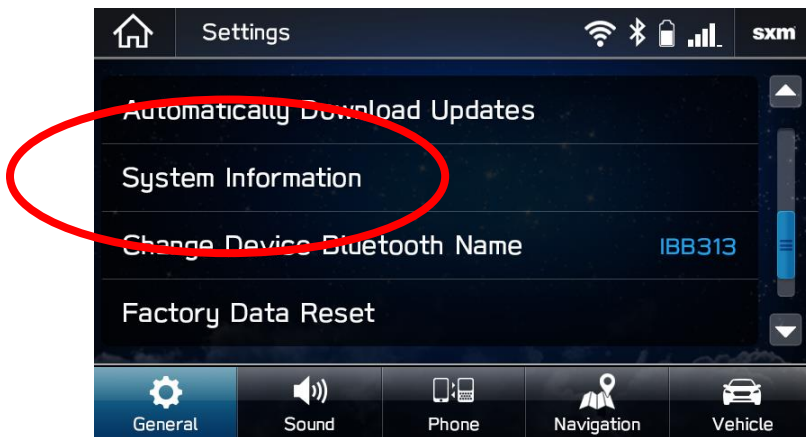 Settings
sxm
Automatically Download Updates
System Information
Change Device Bluetooth Name IBB313
Factory Data Reset
General Sound Phone Navigation Vehicle